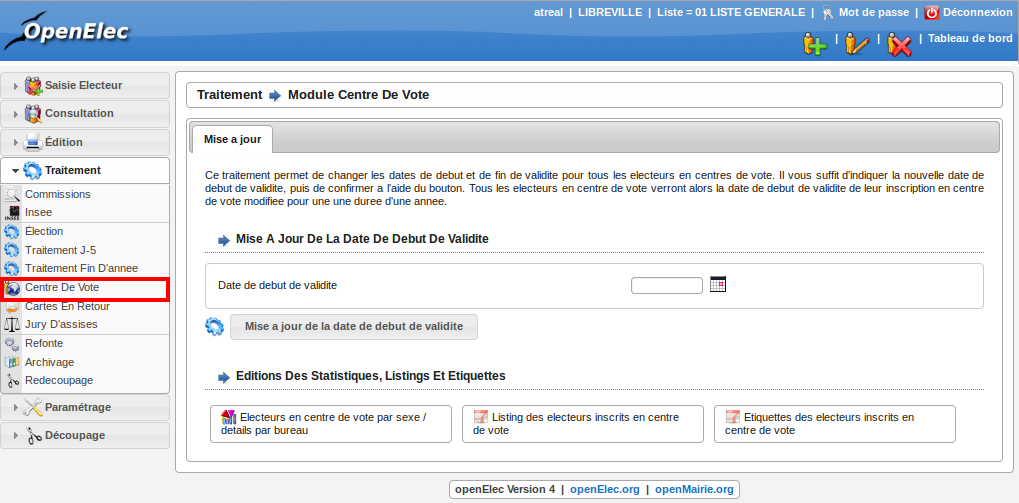 OpenElec
atreal | LIBREVILLE | Liste = 01 LISTE GENERALE | Mot de passe | Déconnexion
| | | Tableau de bord
Saisie Electeur
Consultation
Édition
Traitement
Commissions
Insee
Élection
Traitement J-5
Traitement Fin D'annee
Centre De Vote
Cartes En Retour
Jury D'assises
Refonte
Archivage
Redecoupage
Paramétrage
Découpage
Traitement Module Centre De Vote
Mise a jour
Ce traitement permet de changer les dates de debut et de fin de validite pour tous les electeurs en centres de vote. Il vous suffit d'indiquer la nouvelle date de
debut de validite, puis de confirmer a l'aide du bouton. Tous les electeurs en centre de vote verront alors la date de debut de validite de leur inscription en centre
de vote modifiee pour une une duree d'une annee.
Mise A Jour De La Date De Debut De Validite
Date de debut de validite
Mise a jour de la date de debut de validite
Editions Des Statistiques, Listings Et Etiquettes
Electeurs en centre de vote par sexe /
details par bureau
Listing des electeurs inscrits en centre
de vote
Etiquettes des electeurs inscrits en
centre de vote
openElec Version 4 | openElec.org | openMairie.org